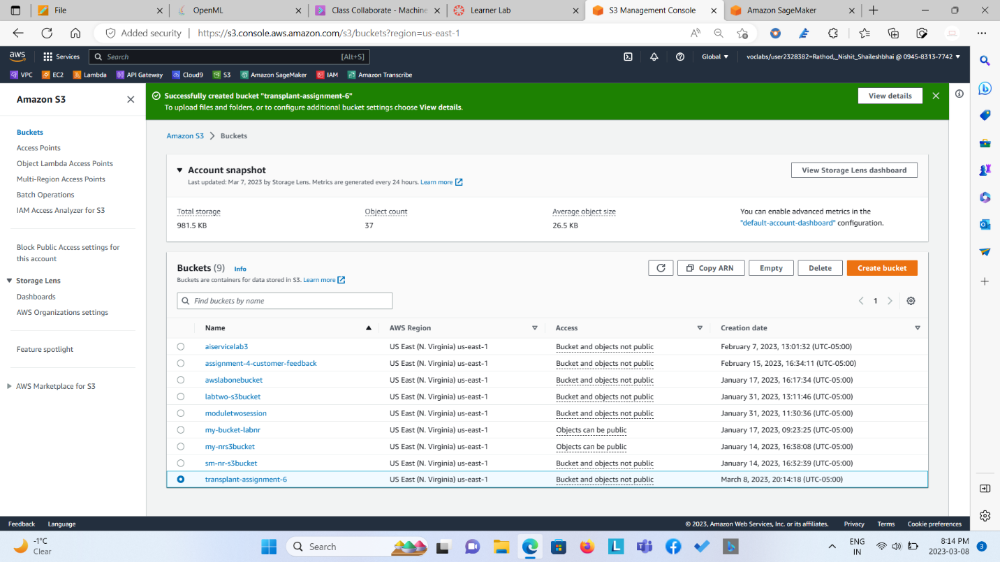 File
OpenML
Class Collaborate - Machine
Learner Lab
S3 Management Console
Amazon SageMaker
Added security
https://s3.console.aws.amazon.com/s3/buckets?region=us-east-1
aws
Services
Search
[Alt+S]
Global
voclabs/user2328382=Rathod,_Nishit_Shaileshbhai @ 0945-8313-7742
VPC
EC2
Lambda
API Gateway
Cloud9
S3
Amazon SageMaker
IAM
Amazon Transcribe
Amazon S3
Buckets
Access Points
Object Lambda Access Points
Multi-Region Access Points
Batch Operations
IAM Access Analyzer for S3
Block Public Access settings for
this account
Storage Lens
Dashboards
AWS Organizations settings
Feature spotlight
AWS Marketplace for S3
Successfully created bucket "transplant-assignment-6"
To upload files and folders, or to configure additional bucket settings choose View details.
View details
Amazon S3 > Buckets
Account snapshot
Last updated: Mar 7, 2023 by Storage Lens. Metrics are generated every 24 hours. Learn more
View Storage Lens dashboard
Total storage
981.5 KB
Object count
37
Average object size
26.5 KB
You can enable advanced metrics in the
"default-account-dashboard" configuration.
Buckets (9) Info
Buckets are containers for data stored in S3. Learn more
Copy ARN
Empty
Delete
Create bucket
Find buckets by name
1
Name AWS Region Access Creation date
aiservicelab3 US East (N. Virginia) us-east-1 Bucket and objects not public February 7, 2023, 13:01:32 (UTC-05:00)
assignment-4-customer-feedback US East (N. Virginia) us-east-1 Bucket and objects not public February 15, 2023, 16:34:11 (UTC-05:00)
awslabonebucket US East (N. Virginia) us-east-1 Bucket and objects not public January 17, 2023, 16:17:34 (UTC-05:00)
labtwo-s3bucket US East (N. Virginia) us-east-1 Bucket and objects not public January 31, 2023, 13:11:46 (UTC-05:00)
moduletwosession US East (N. Virginia) us-east-1 Bucket and objects not public January 31, 2023, 11:30:36 (UTC-05:00)
my-bucket-labnr US East (N. Virginia) us-east-1 Objects can be public January 17, 2023, 09:23:25 (UTC-05:00)
my-nrs3bucket US East (N. Virginia) us-east-1 Objects can be public January 14, 2023, 16:38:08 (UTC-05:00)
sm-nr-s3bucket US East (N. Virginia) us-east-1 Bucket and objects not public January 14, 2023, 16:32:39 (UTC-05:00)
transplant-assignment-6 US East (N. Virginia) us-east-1 Bucket and objects not public March 8, 2023, 20:14:18 (UTC-05:00)
Feedback Language
© 2023, Amazon Web Services, Inc. or its affiliates. Privacy Terms Cookie preferences
-1°C
Clear
Search
ENG
IN
8:14 PM
2023-03-08
3